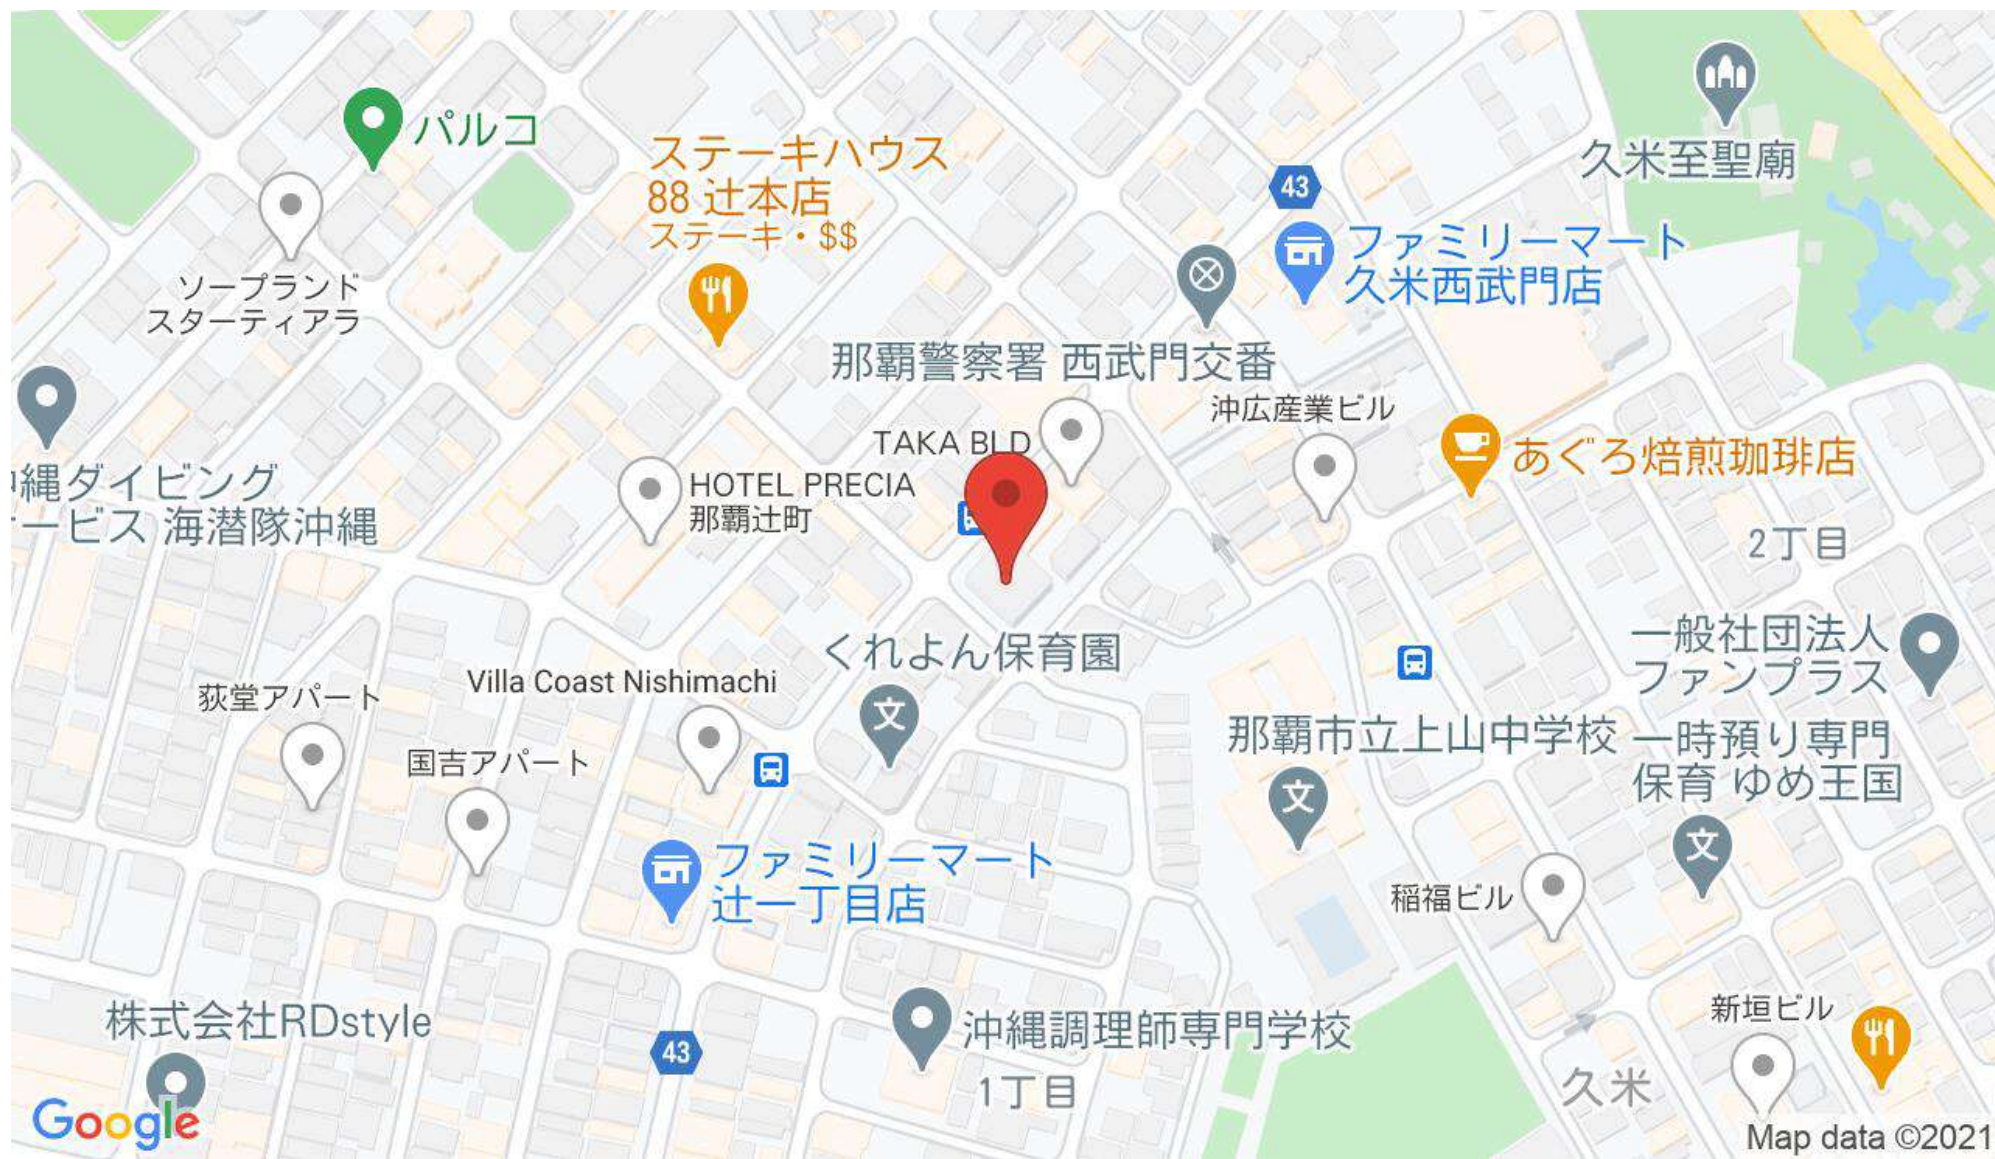 パルコ
ステーキハウス
88 辻本店
ステーキ・$$
久米至聖廟
43
ファミリーマート
久米西武門店
ソープランド
スターティアラ
那覇警察署 西武門交番
沖広産業ビル
TAKA BLD
あぐろ焙煎珈琲店
HOTEL PRECIA
那覇辻町
縄ダイビング
ービス 海潜隊沖縄
2丁目
くれよん保育園
一般社団法人
ファンプラス
Villa Coast Nishimachi
荻堂アパート
国吉アパート
文
那覇市立上山中学校
一時預り専門
保育 ゆめ王国
文
文
ファミリーマート
辻一丁目店
稲福ビル
株式会社RDstyle
43
沖縄調理師専門学校
1丁目
新垣ビル
久米
Google
Map data ©2021